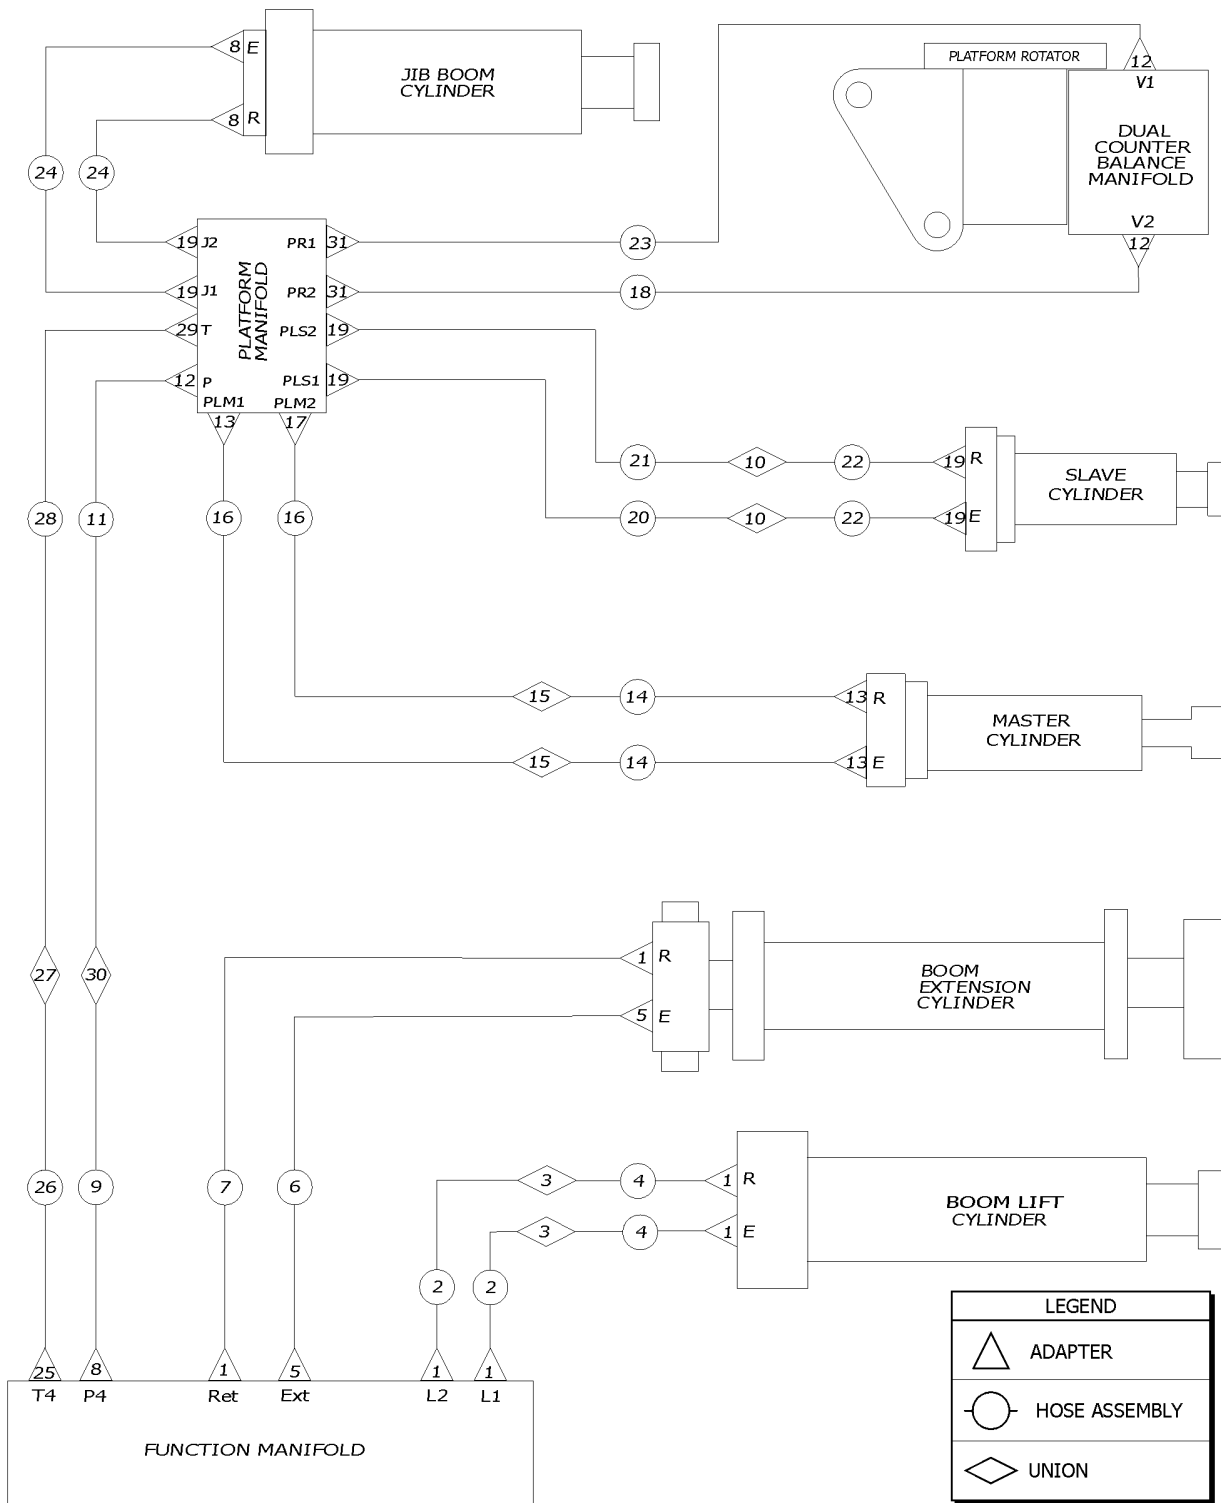 8 E
JIB BOOM
CYLINDER
8 R
PLATFORM ROTATOR
12
V1
DUAL
COUNTER
BALANCE
MANIFOLD
V2
12
24
24
19 J2
PR1 31
23
19 J1
PR2 31
18
29 T
PLS2 19
12 P
PLS1 19
PLM1
PLM2
PLATFORM
MANIFOLD
13
17
21
10
22
19 R
SLAVE
CYLINDER
28
11
16
16
20
10
22
19 E
15
14
13 R
MASTER
CYLINDER
15
14
13 E
1 R
BOOM
EXTENSION
CYLINDER
27
30
5 E
26
9
7
6
3
4
1 R
BOOM LIFT
CYLINDER
3
4
1 E
2
2
25
8
1
5
1
1
T4
P4
Ret
Ext
L2
L1
FUNCTION MANIFOLD
LEGEND
ADAPTER
HOSE ASSEMBLY
UNION